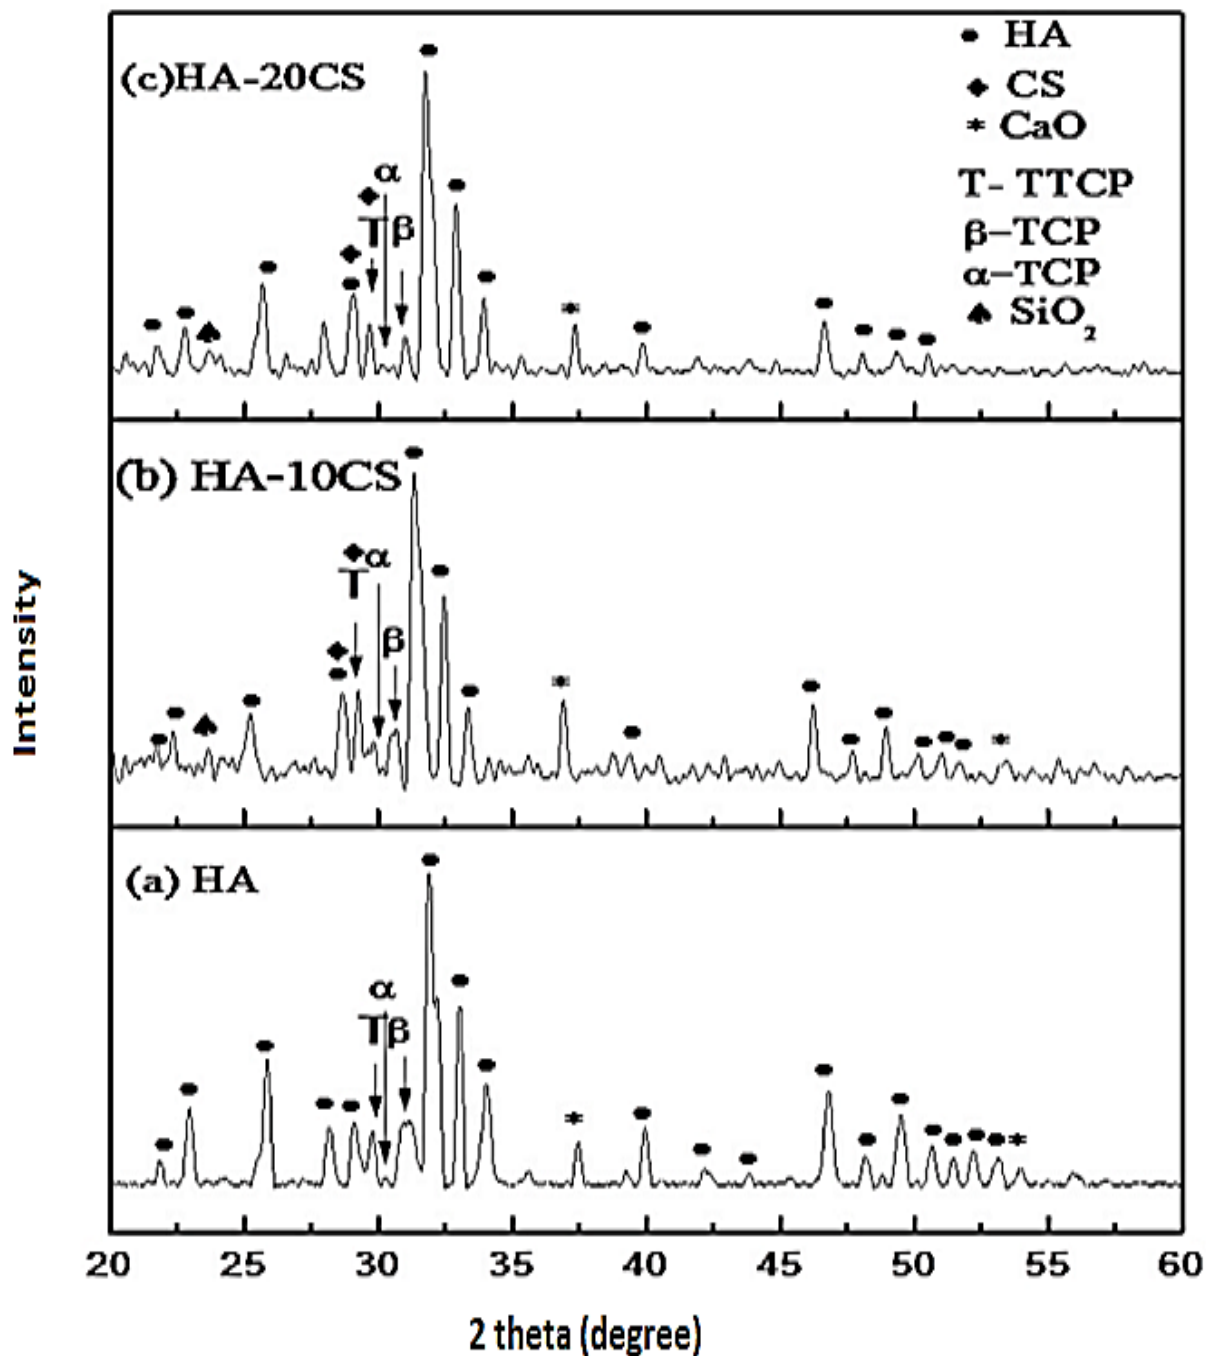 (c)HA-20CS
HA
CS
CaO
T- TTCP
β-TCP
α-TCP
SiO2
α
T β
(b) HA-10CS
α
T
β
(a) HA
α
T β
Intensity
20 25 30 35 40 45 50 55 60
2 theta (degree)